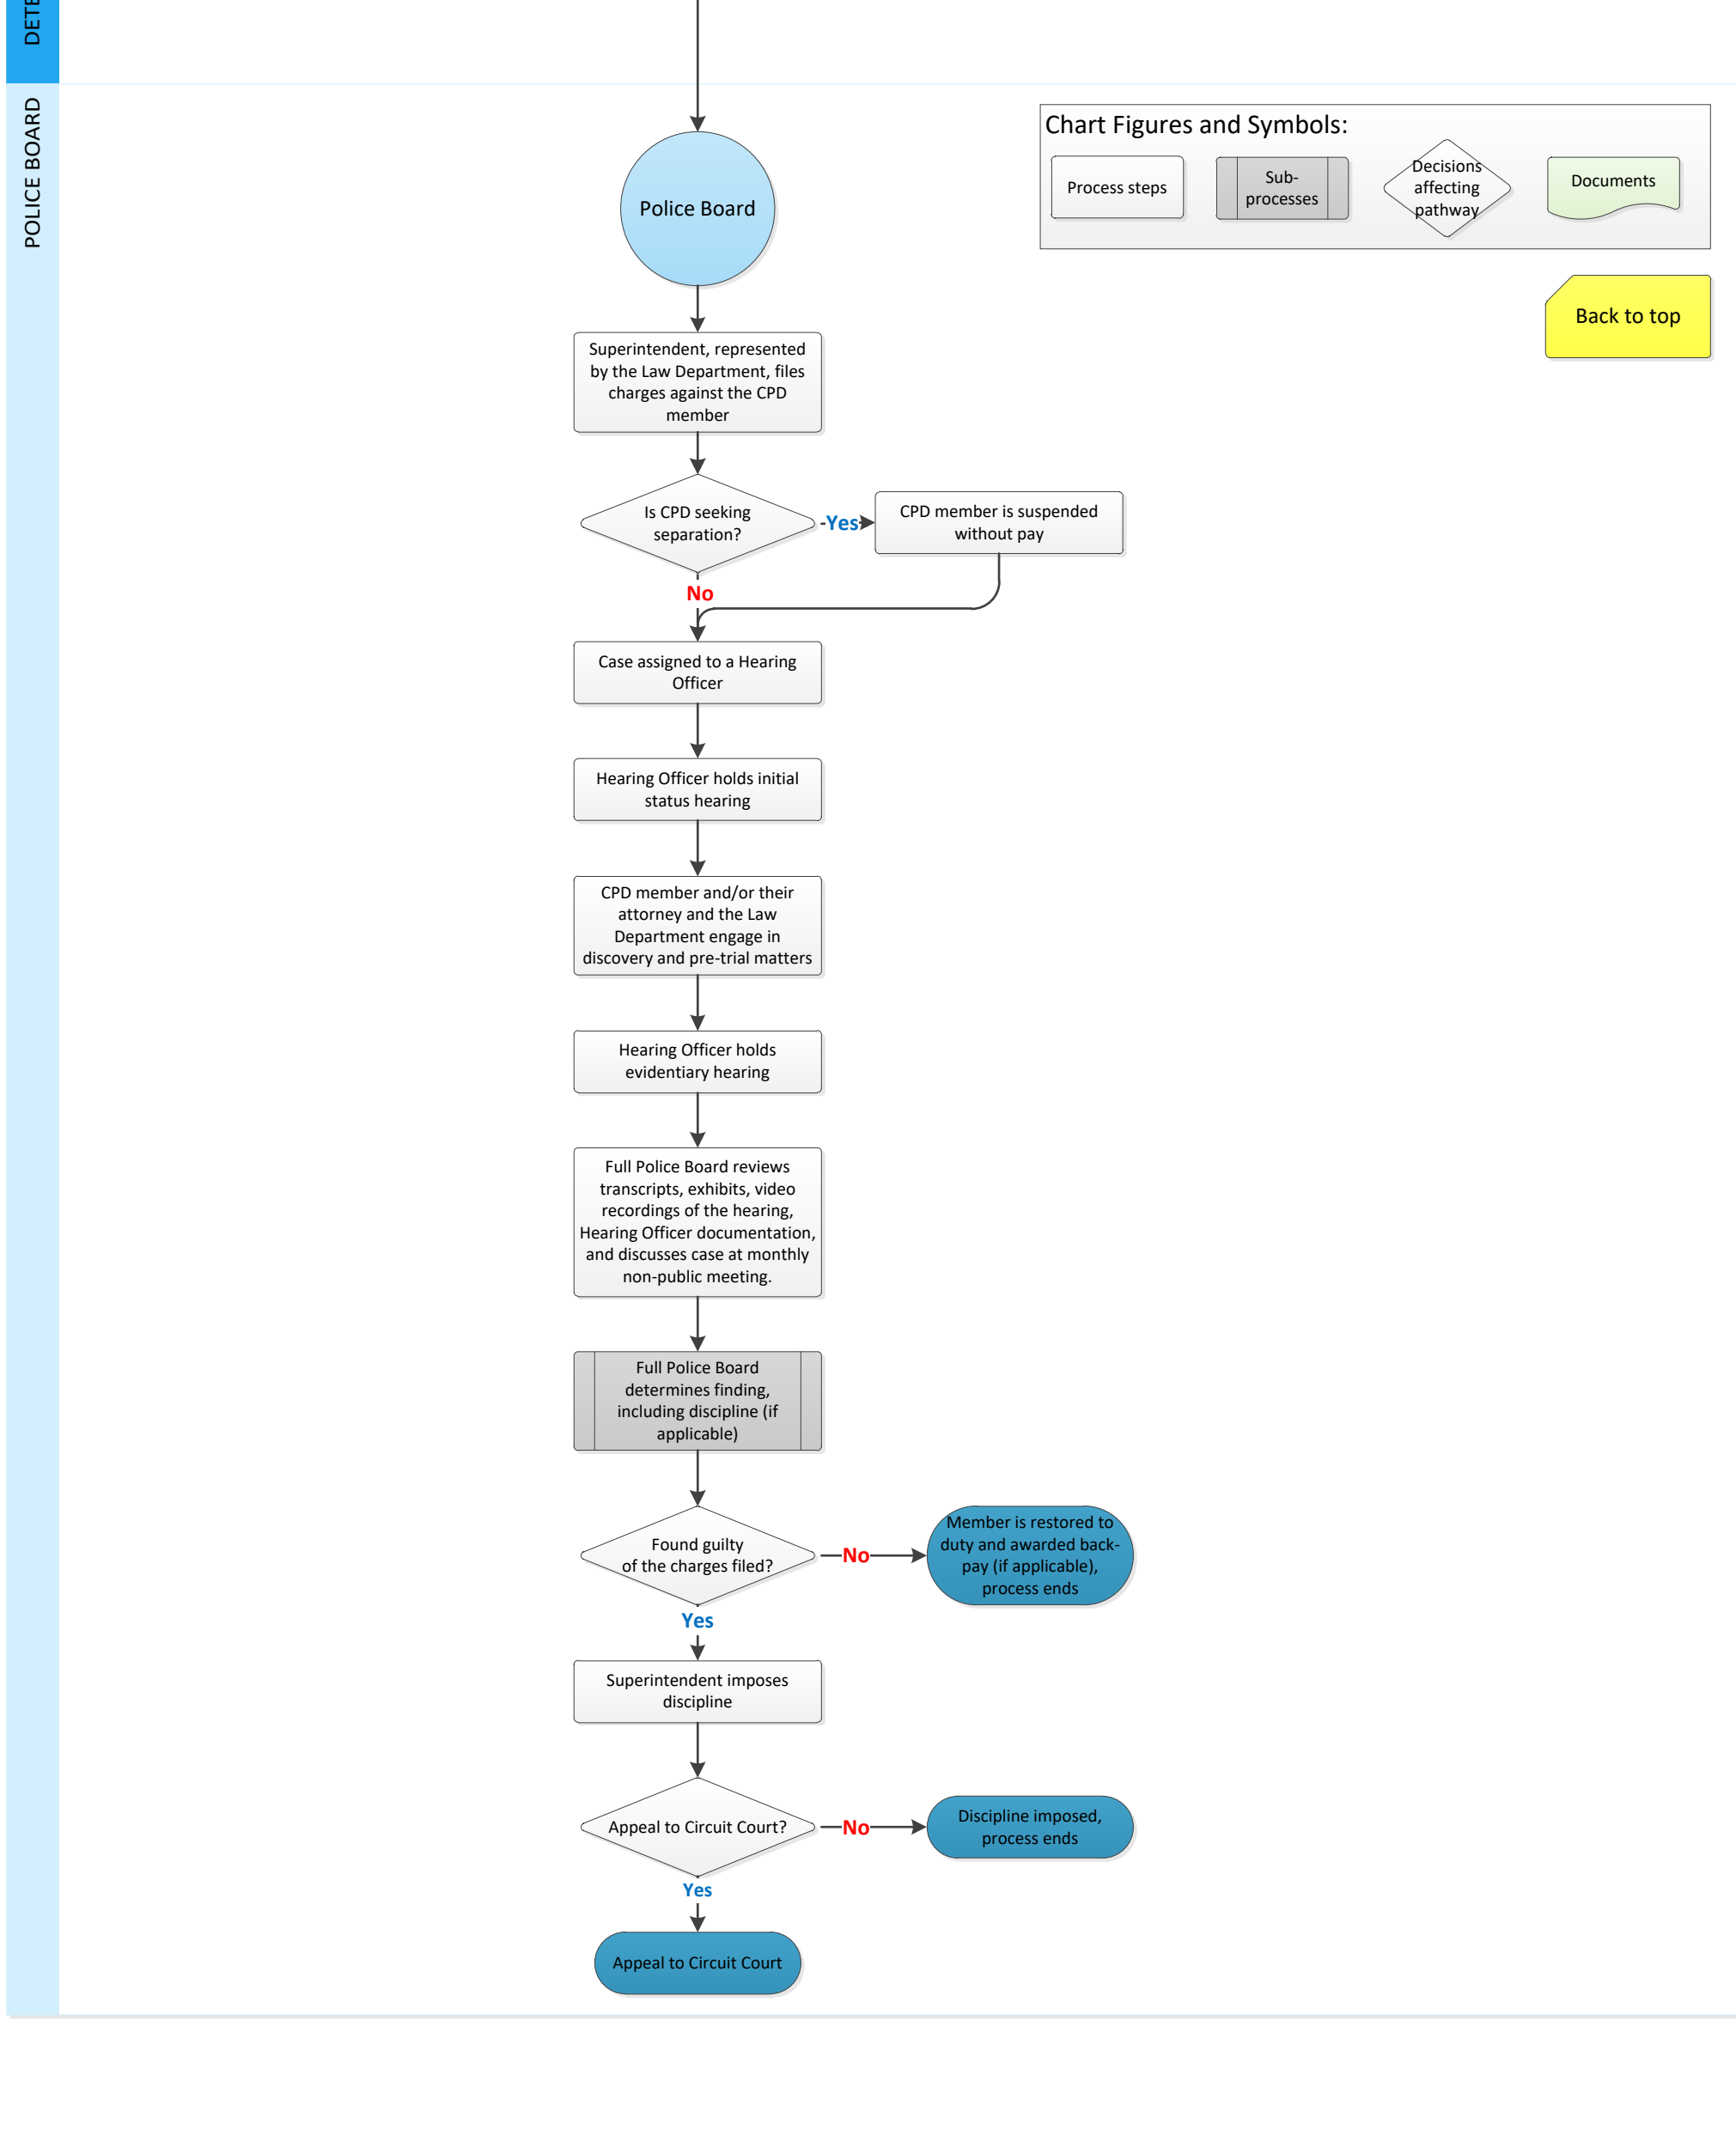 DETE
POLICE BOARD
Police Board
Chart Figures and Symbols:
Process steps
Sub-
processes
Decisions
affecting
pathway
Documents
Back to top
Superintendent, represented
by the Law Department, files
charges against the CPD
member
Is CPD seeking
separation?
Yes
CPD member is suspended
without pay
No
Case assigned to a Hearing
Officer
Hearing Officer holds initial
status hearing
CPD member and/or their
attorney and the Law
Department engage in
discovery and pre-trial matters
Hearing Officer holds
evidentiary hearing
Full Police Board reviews
transcripts, exhibits, video
recordings of the hearing,
Hearing Officer documentation,
and discusses case at monthly
non-public meeting.
Full Police Board
determines finding,
including discipline (if
applicable)
Found guilty
of the charges filed?
No
Member is restored to
duty and awarded back-
pay (if applicable),
process ends
Yes
Superintendent imposes
discipline
Appeal to Circuit Court?
No
Discipline imposed,
process ends
Yes
Appeal to Circuit Court